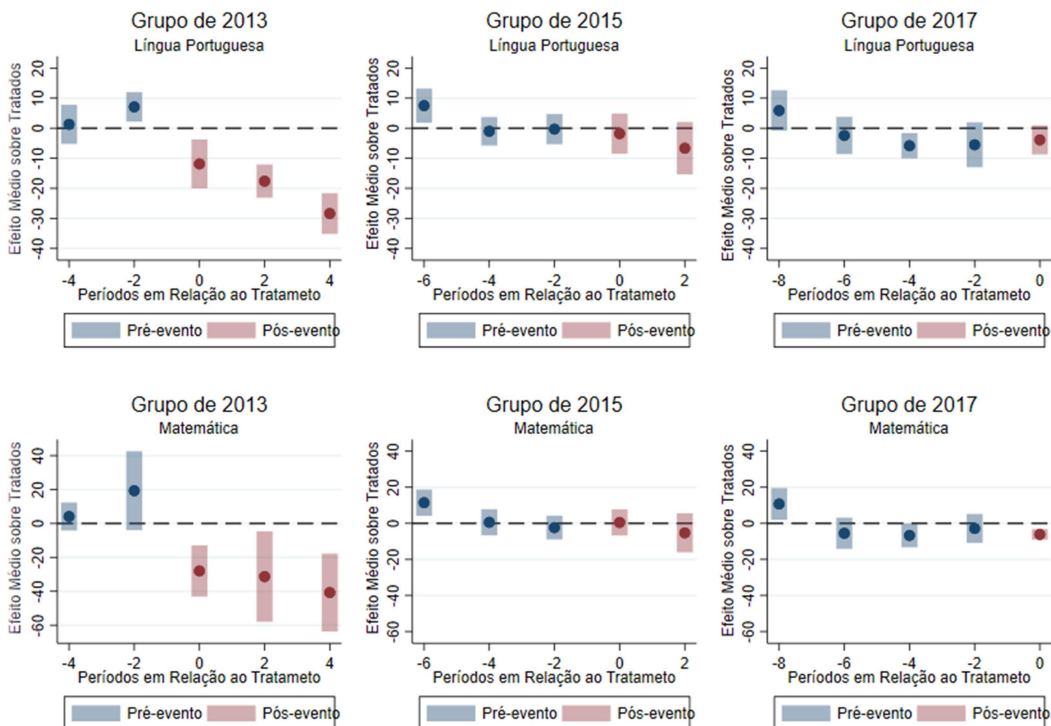 Grupo de 2013
Língua Portuguesa
Efeito Médio sobre Tratados
20
10
0
-10
-20
-30
-40
-4 -2 0 2 4
Períodos em Relação ao Tratameto
Pré-evento Pós-evento
Grupo de 2015
Língua Portuguesa
Efeito Médio sobre Tratados
20
10
0
-10
-20
-30
-40
-6 -4 -2 0 2
Períodos em Relação ao Tratameto
Pré-evento Pós-evento
Grupo de 2017
Língua Portuguesa
Efeito Médio sobre Tratados
20
10
0
-10
-20
-30
-40
-8 -6 -4 -2 0
Períodos em Relação ao Tratameto
Pré-evento Pós-evento
Grupo de 2013
Matemática
Efeito Médio sobre Tratados
40
20
0
-20
-40
-60
-4 -2 0 2 4
Períodos em Relação ao Tratameto
Pré-evento Pós-evento
Grupo de 2015
Matemática
Efeito Médio sobre Tratados
40
20
0
-20
-40
-60
-6 -4 -2 0 2
Períodos em Relação ao Tratameto
Pré-evento Pós-evento
Grupo de 2017
Matemática
Efeito Médio sobre Tratados
40
20
0
-20
-40
-60
-8 -6 -4 -2 0
Períodos em Relação ao Tratameto
Pré-evento Pós-evento